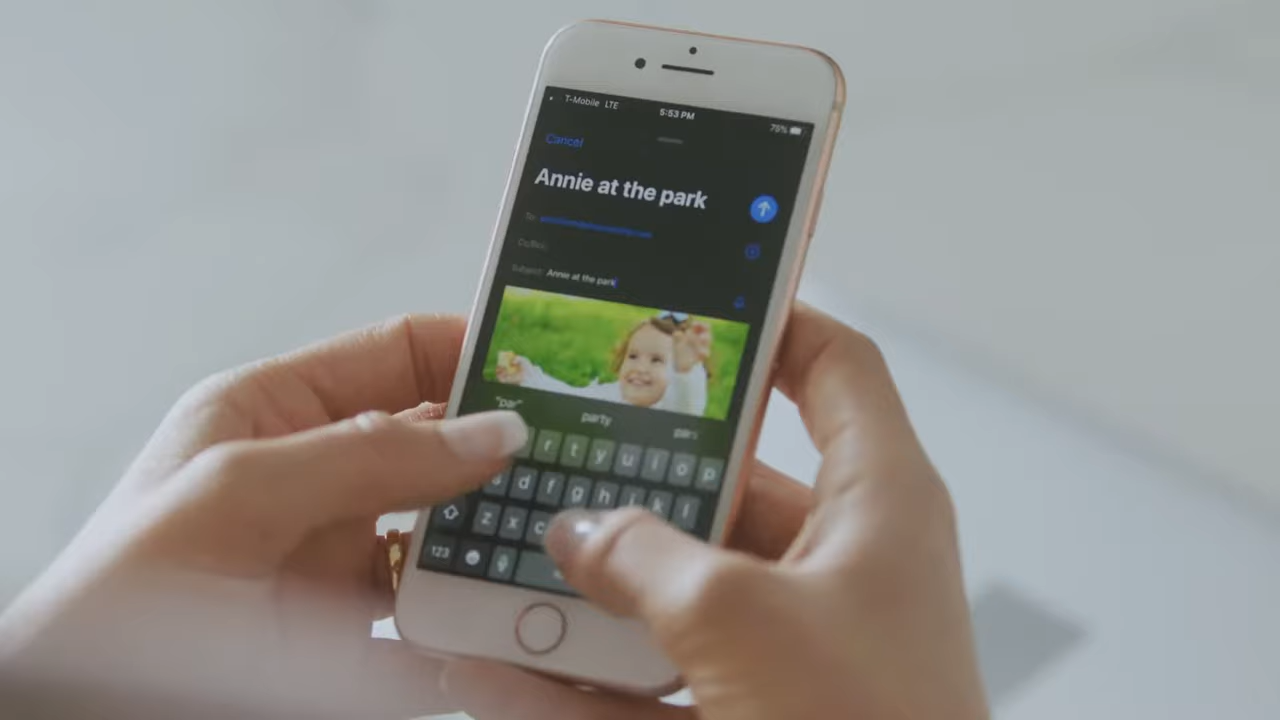 T-Mobile LTE 5:53 PM 75%
Cancel
Annie at the park
To:
Cc/Bcc:
Subject: Annie at the park
"par" party
r t y u i o p
d f g h j k l
z x c
123